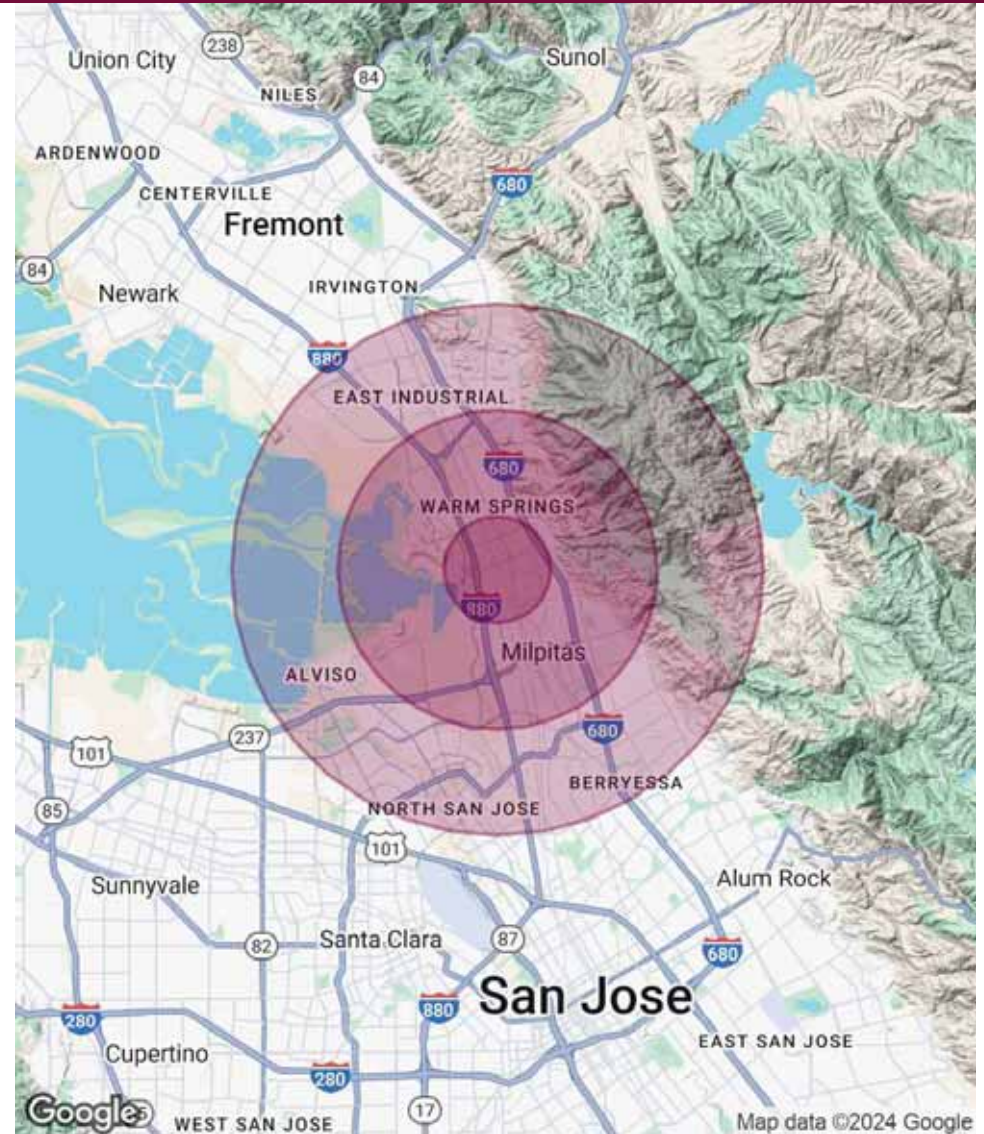 238
Union City
Sunol
84
NILES
ARDENWOOD
680
CENTERVILLE
Fremont
84
IRVINGTON
Newark
880
EAST INDUSTRIAL
680
WARM SPRINGS
880
Milpitas
ALVISO
680
237
101
BERRYESSA
85
NORTH SAN JOSE
101
Alum Rock
Sunnyvale
Santa Clara
87
82
680
San Jose
880
280
EAST SAN JOSE
Cupertino
280
Google
17
WEST SAN JOSE
Map data ©2024 Google